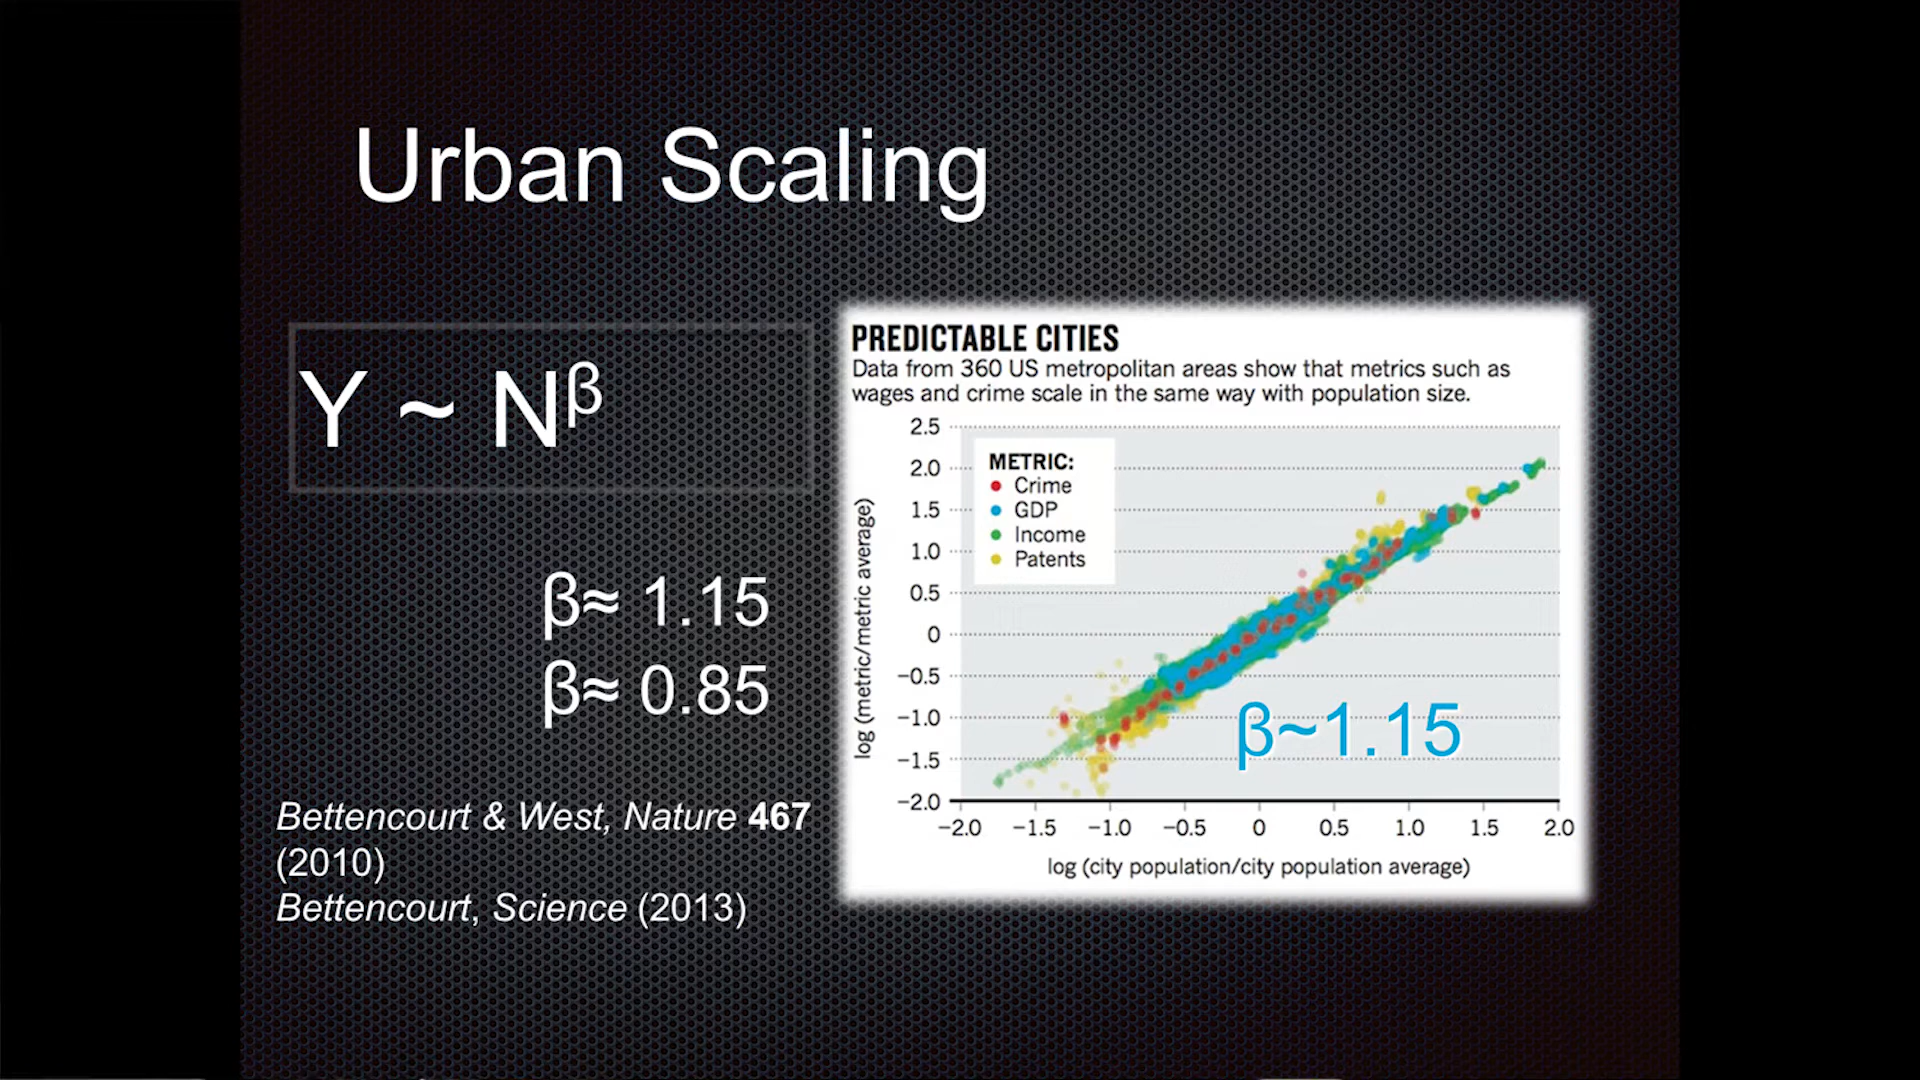 Urban Scaling
Y ~ Nᵝ
β≈ 1.15
β≈ 0.85
Bettencourt & West, Nature 467
(2010)
Bettencourt, Science (2013)
PREDICTABLE CITIES
Data from 360 US metropolitan areas show that metrics such as
wages and crime scale in the same way with population size.
2.5
2.0
1.5
1.0
0.5
0
−0.5
−1.0
−1.5
−2.0
log (metric/metric average)
METRIC:
Crime
GDP
Income
Patents
β~1.15
−2.0 −1.5 −1.0 −0.5 0 0.5 1.0 1.5 2.0
log (city population/city population average)